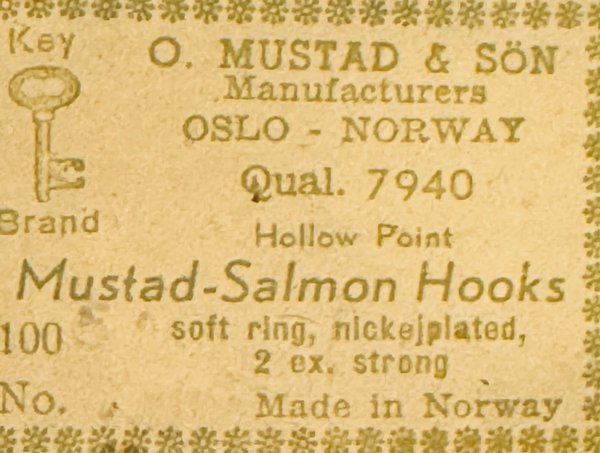 Key
O. MUSTAD & SÖN
Manufacturers
OSLO - NORWAY
Qual. 7940
Brand
Hollow Point
Mustad-Salmon Hooks
100
soft ring, nickelplated,
2 ex. strong
No.
Made in Norway